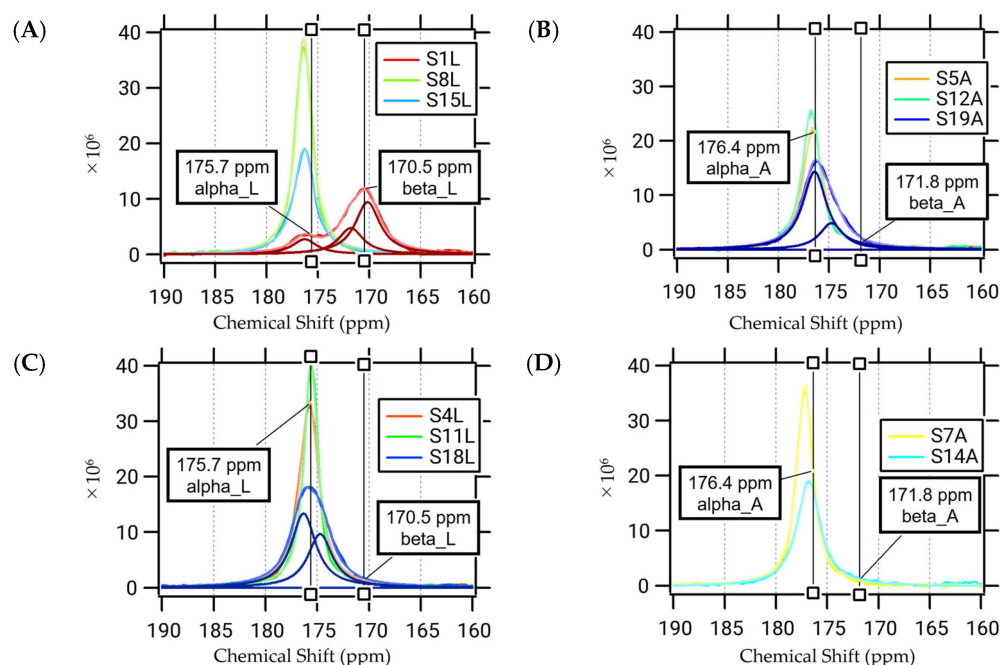 (A)
×10⁶
40
30
20
10
0
S1L
S8L
S15L
175.7 ppm
alpha_L
170.5 ppm
beta_L
190 185 180 175 170 165 160
Chemical Shift (ppm)
(B)
×10⁶
40
30
20
10
0
S5A
S12A
S19A
176.4 ppm
alpha_A
171.8 ppm
beta_A
190 185 180 175 170 165 160
Chemical Shift (ppm)
(C)
×10⁶
40
30
20
10
0
S4L
S11L
S18L
175.7 ppm
alpha_L
170.5 ppm
beta_L
190 185 180 175 170 165 160
Chemical Shift (ppm)
(D)
×10⁶
40
30
20
10
0
S7A
S14A
176.4 ppm
alpha_A
171.8 ppm
beta_A
190 185 180 175 170 165 160
Chemical Shift (ppm)